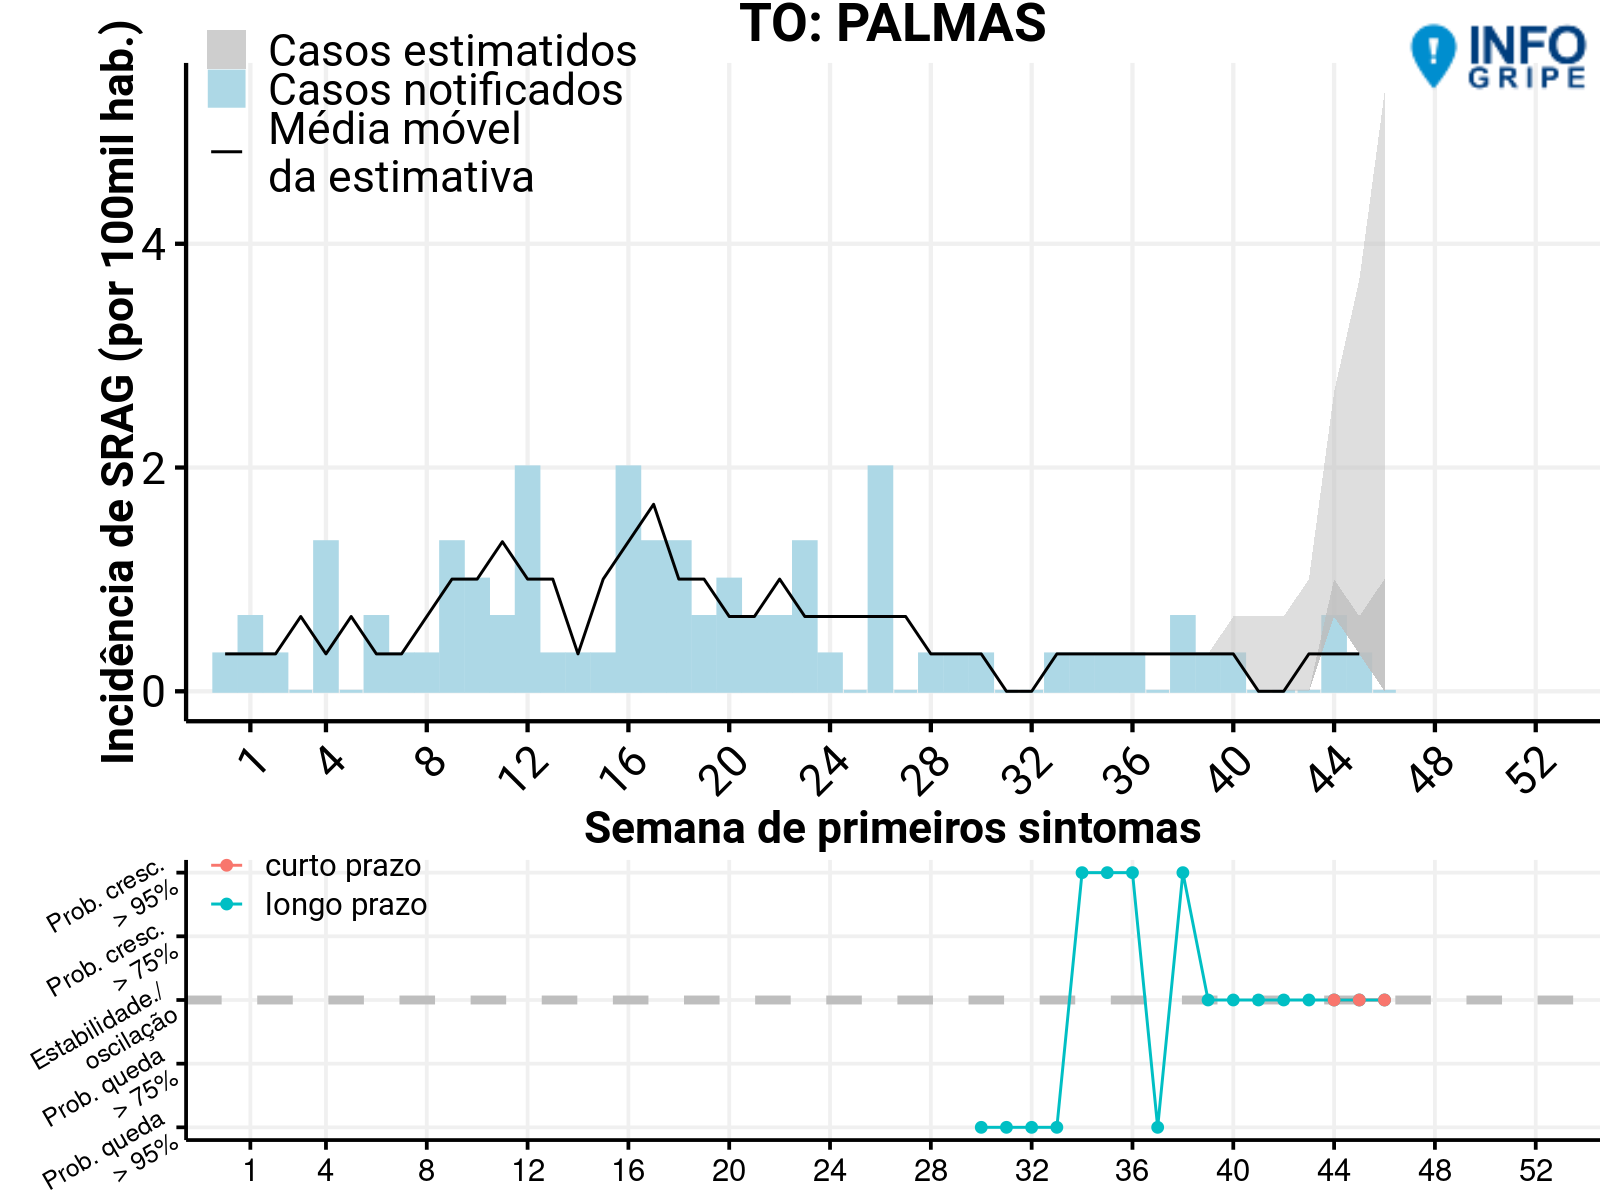 TO: PALMAS
INFO
GRIPE
Casos estimatidos
Casos notificados
Média móvel
da estimativa
Incidência de SRAG (por 100mil hab.)
4
2
0
1 4 8 12 16 20 24 28 32 36 40 44 48 52
Semana de primeiros sintomas
curto prazo
longo prazo
Prob. cresc.
> 95%
Prob. cresc.
> 75%
Estabilidade./
oscilação
Prob. queda
> 75%
Prob. queda
> 95%
1 4 8 12 16 20 24 28 32 36 40 44 48 52